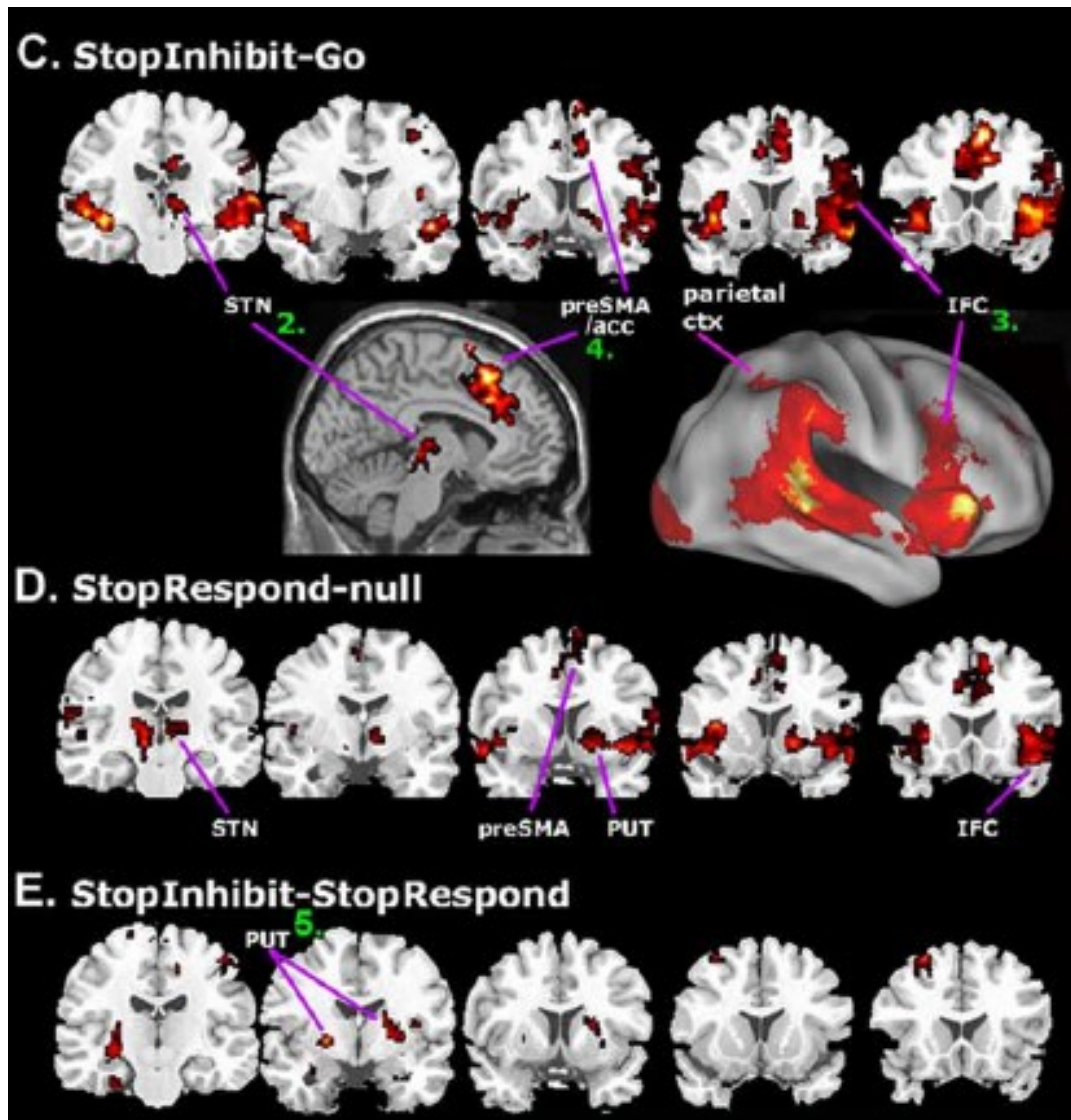 C. StopInhibit-Go
STN
2.
preSMA
/acc
4.
parietal
ctx
IFC
3.
D. StopRespond-null
STN
preSMA
PUT
IFC
E. StopInhibit-StopRespond
PUT
5.